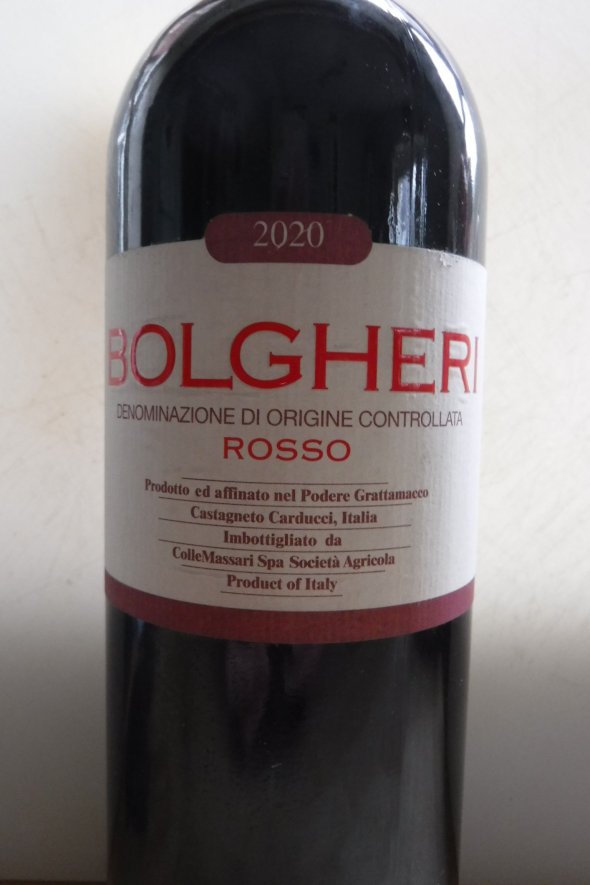 2020
BOLGHERI
DENOMINAZIONE DI ORIGINE CONTROLLATA
ROSSO
Prodotto ed affinato nel Podere Grattamacco
Castagneto Carducci, Italia
Imbottigliato da
ColleMassari Spa Società Agricola
Product of Italy